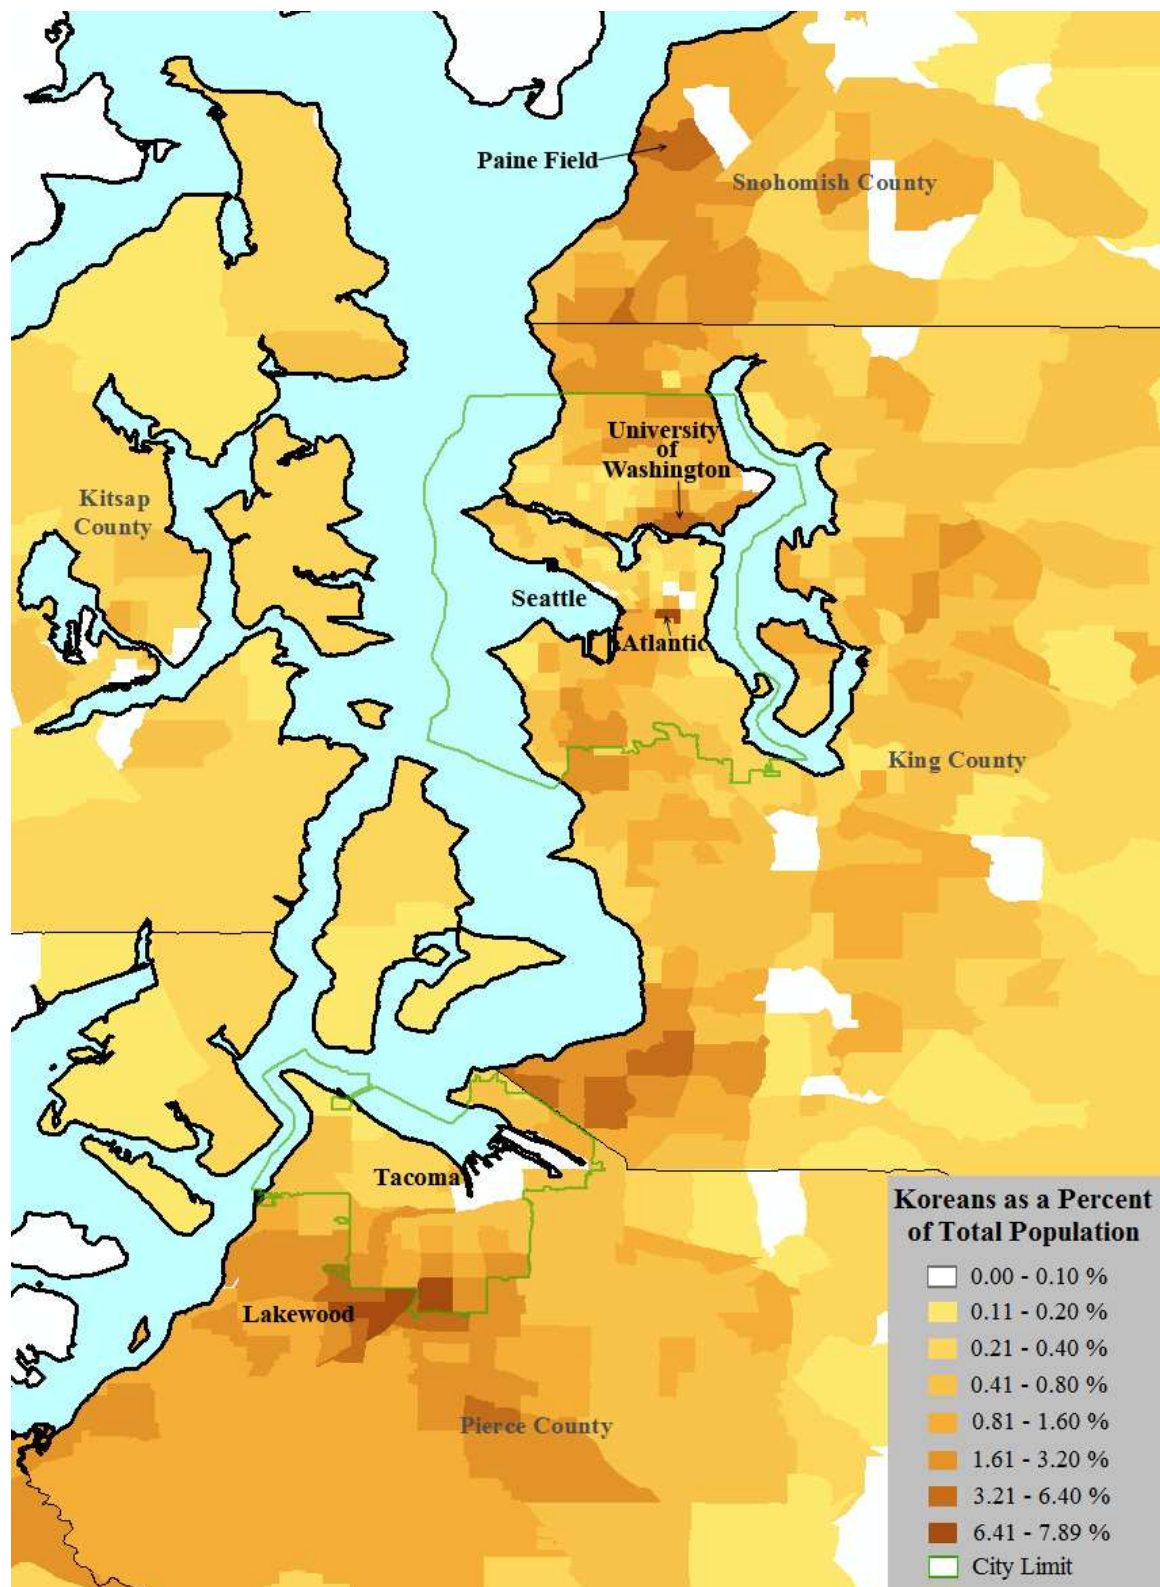 Paine Field
Snohomish County
University
of
Washington
Kitsap
County
Seattle
Atlantic
King County
Tacoma
Lakewood
Pierce County
Koreans as a Percent
of Total Population
0.00 - 0.10 %
0.11 - 0.20 %
0.21 - 0.40 %
0.41 - 0.80 %
0.81 - 1.60 %
1.61 - 3.20 %
3.21 - 6.40 %
6.41 - 7.89 %
City Limit